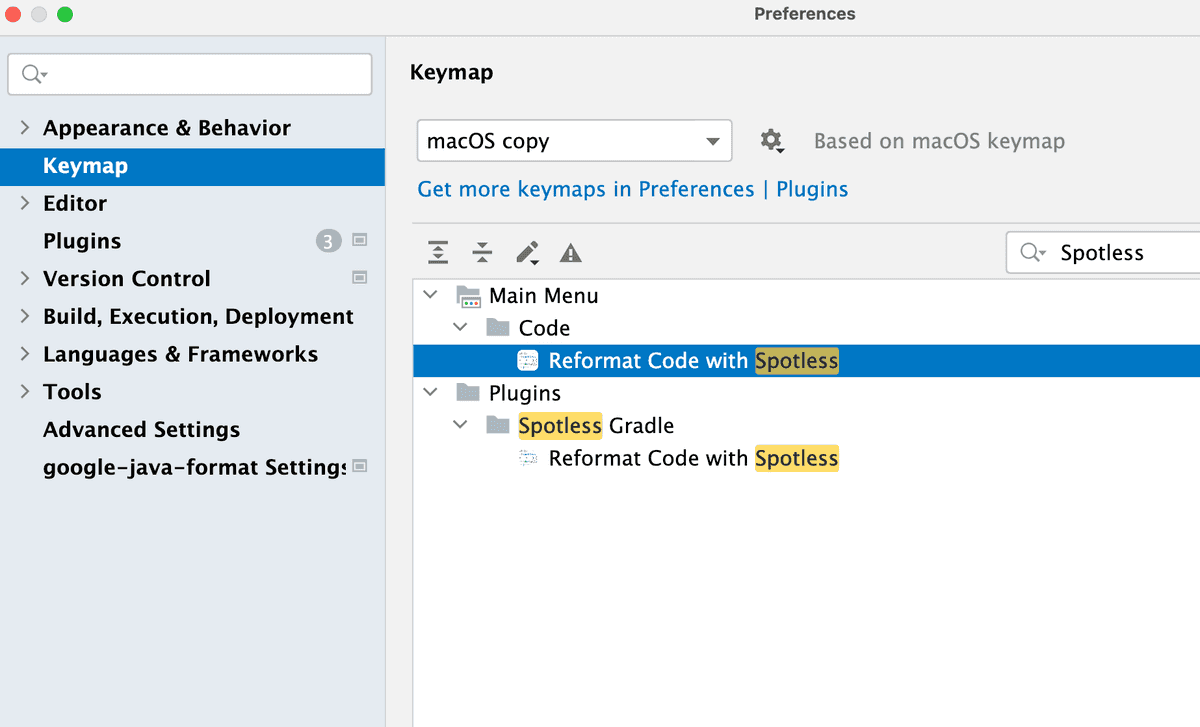 Preferences
Appearance & Behavior
Keymap
Editor
Plugins 3
Version Control
Build, Execution, Deployment
Languages & Frameworks
Tools
Advanced Settings
google-java-format Settings
Keymap
macOS copy Based on macOS keymap
Get more keymaps in Preferences | Plugins
Spotless
Main Menu
Code
Reformat Code with Spotless
Plugins
Spotless Gradle
Reformat Code with Spotless